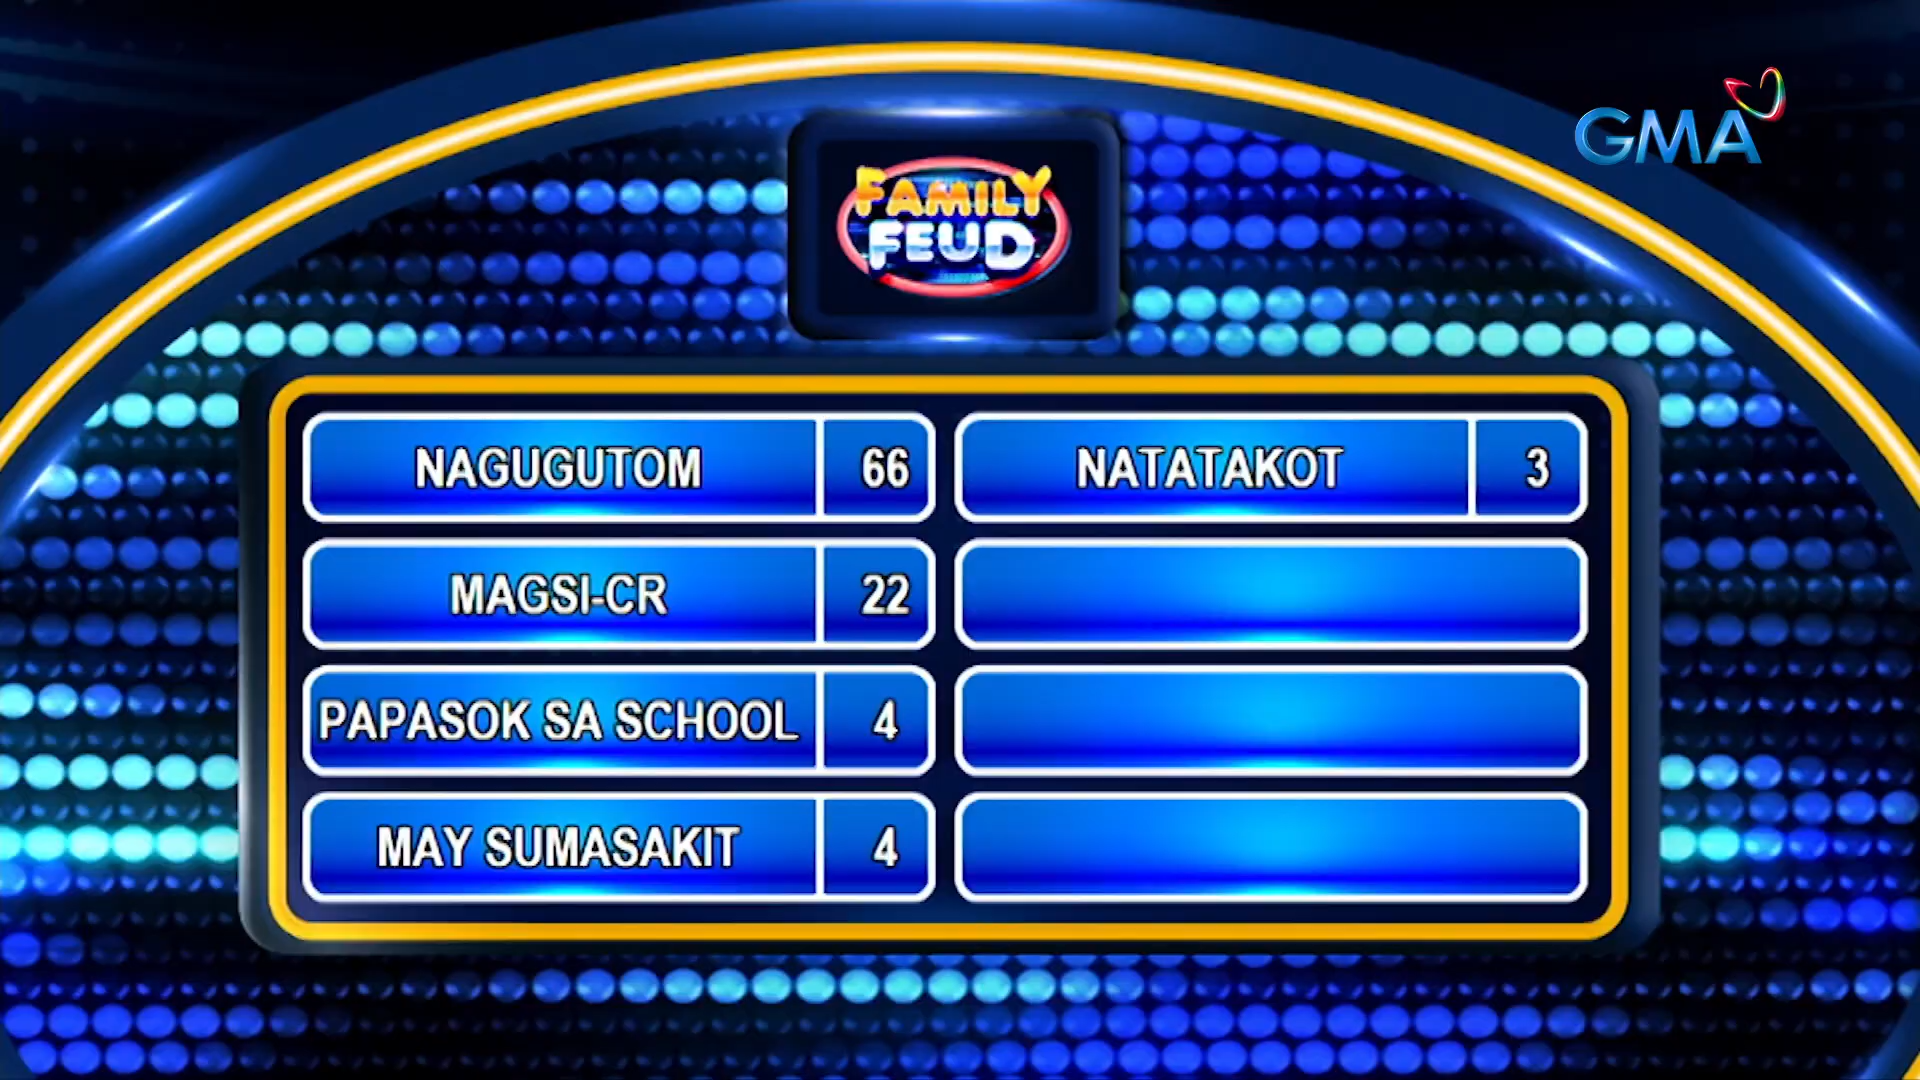 GMA
FAMILY
FEUD
NAGUGUTOM 66
MAGSI-CR 22
PAPASOK SA SCHOOL 4
MAY SUMASAKIT 4
NATATAKOT 3